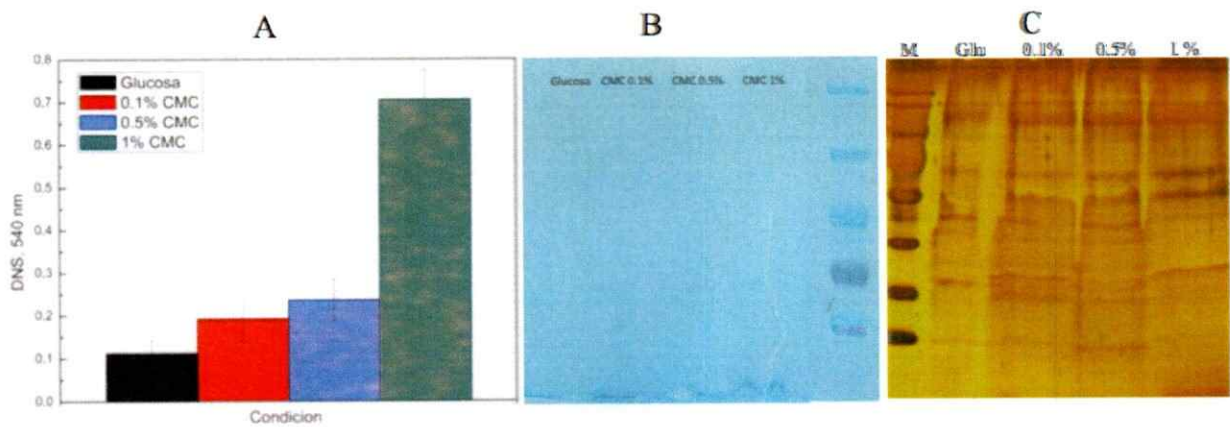 A
B
C
0.8
0.7
0.6
0.5
0.4
0.3
0.2
0.1
0.0
DNS, 540 nm
Glucosa
0.1% CMC
0.5% CMC
1% CMC
Condicion
Glucosa CMC 0.1% CMC 0.5% CMC 1%
M Glu 0.1% 0.5% 1 %